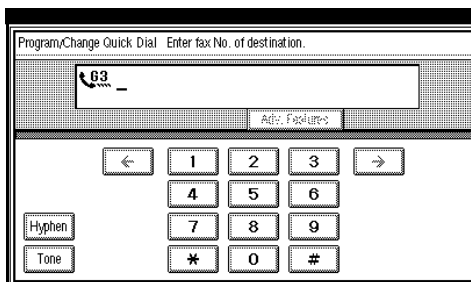 Program/Change Quick Dial Enter fax No. of destination.
63 _
Adv. Features
← 1 2 3 →
4 5 6
Hyphen 7 8 9
Tone * 0 #